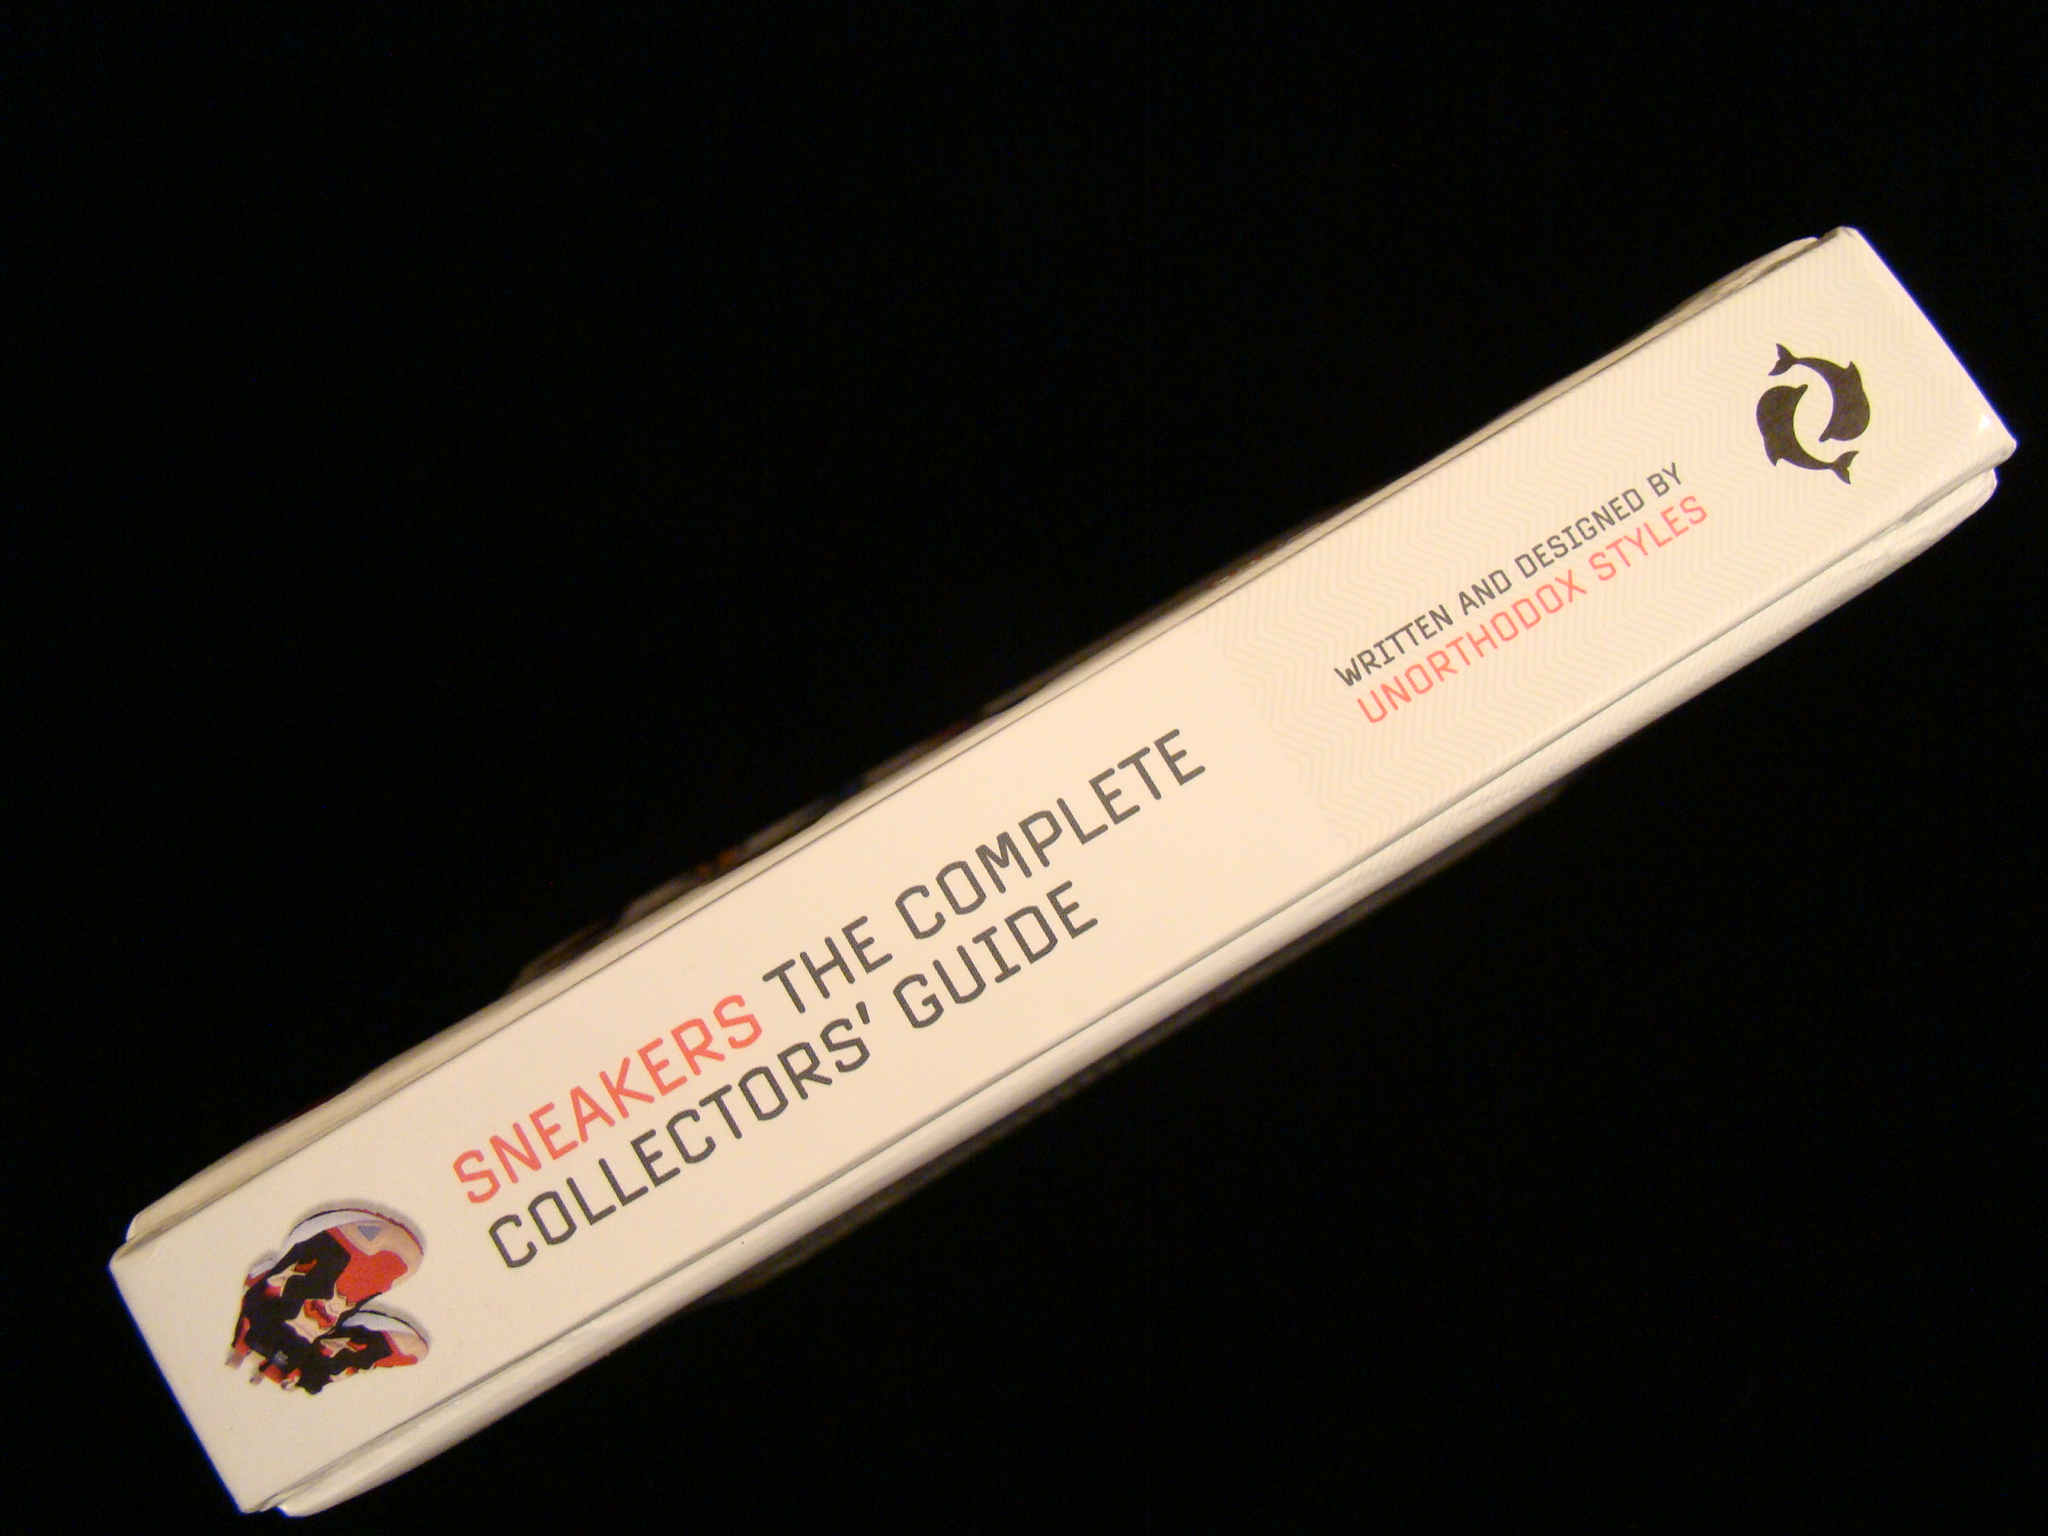 SNEAKERS THE COMPLETE
COLLECTORS' GUIDE
WRITTEN AND DESIGNED BY
UNORTHODOX STYLES